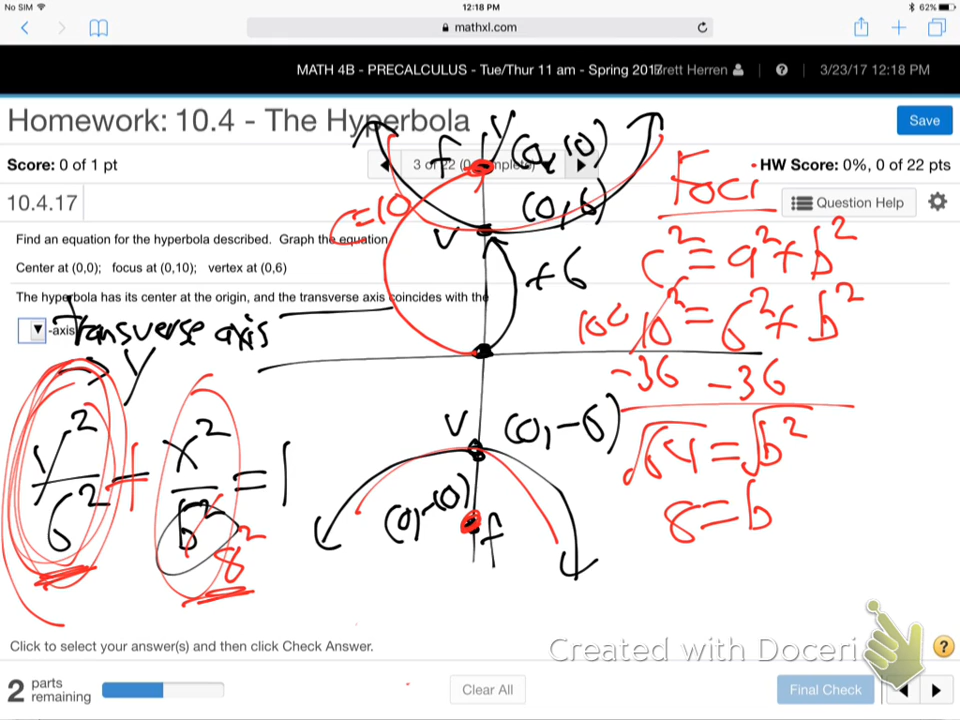 No SIM
12:18 PM
62%
mathxl.com
MATH 4B - PRECALCULUS - Tue/Thur 11 am - Spring 2017
Brett Herren
3/23/17 12:18 PM
Homework: 10.4 - The Hyperbola
Save
Score: 0 of 1 pt
3 of 22
HW Score: 0%, 0 of 22 pts
10.4.17
Question Help
Find an equation for the hyperbola described. Graph the equation
Center at (0,0); focus at (0,10); vertex at (0,6)
The hyperbola has its center at the origin, and the transverse axis coincides with the
-axis
Transverse axis
y
y
f
(0,10)
(0,6)
V
c=10
+6
V
(0,-6)
(0,-10)
f
y²/6² + x²/b² = 1
8²
Foci
c² = a² + b²
100 10² = 6² + b²
-36 -36
√64 = √b²
8 = b
Click to select your answer(s) and then click Check Answer.
Created with Doceri
?
2 parts remaining
Clear All
Final Check